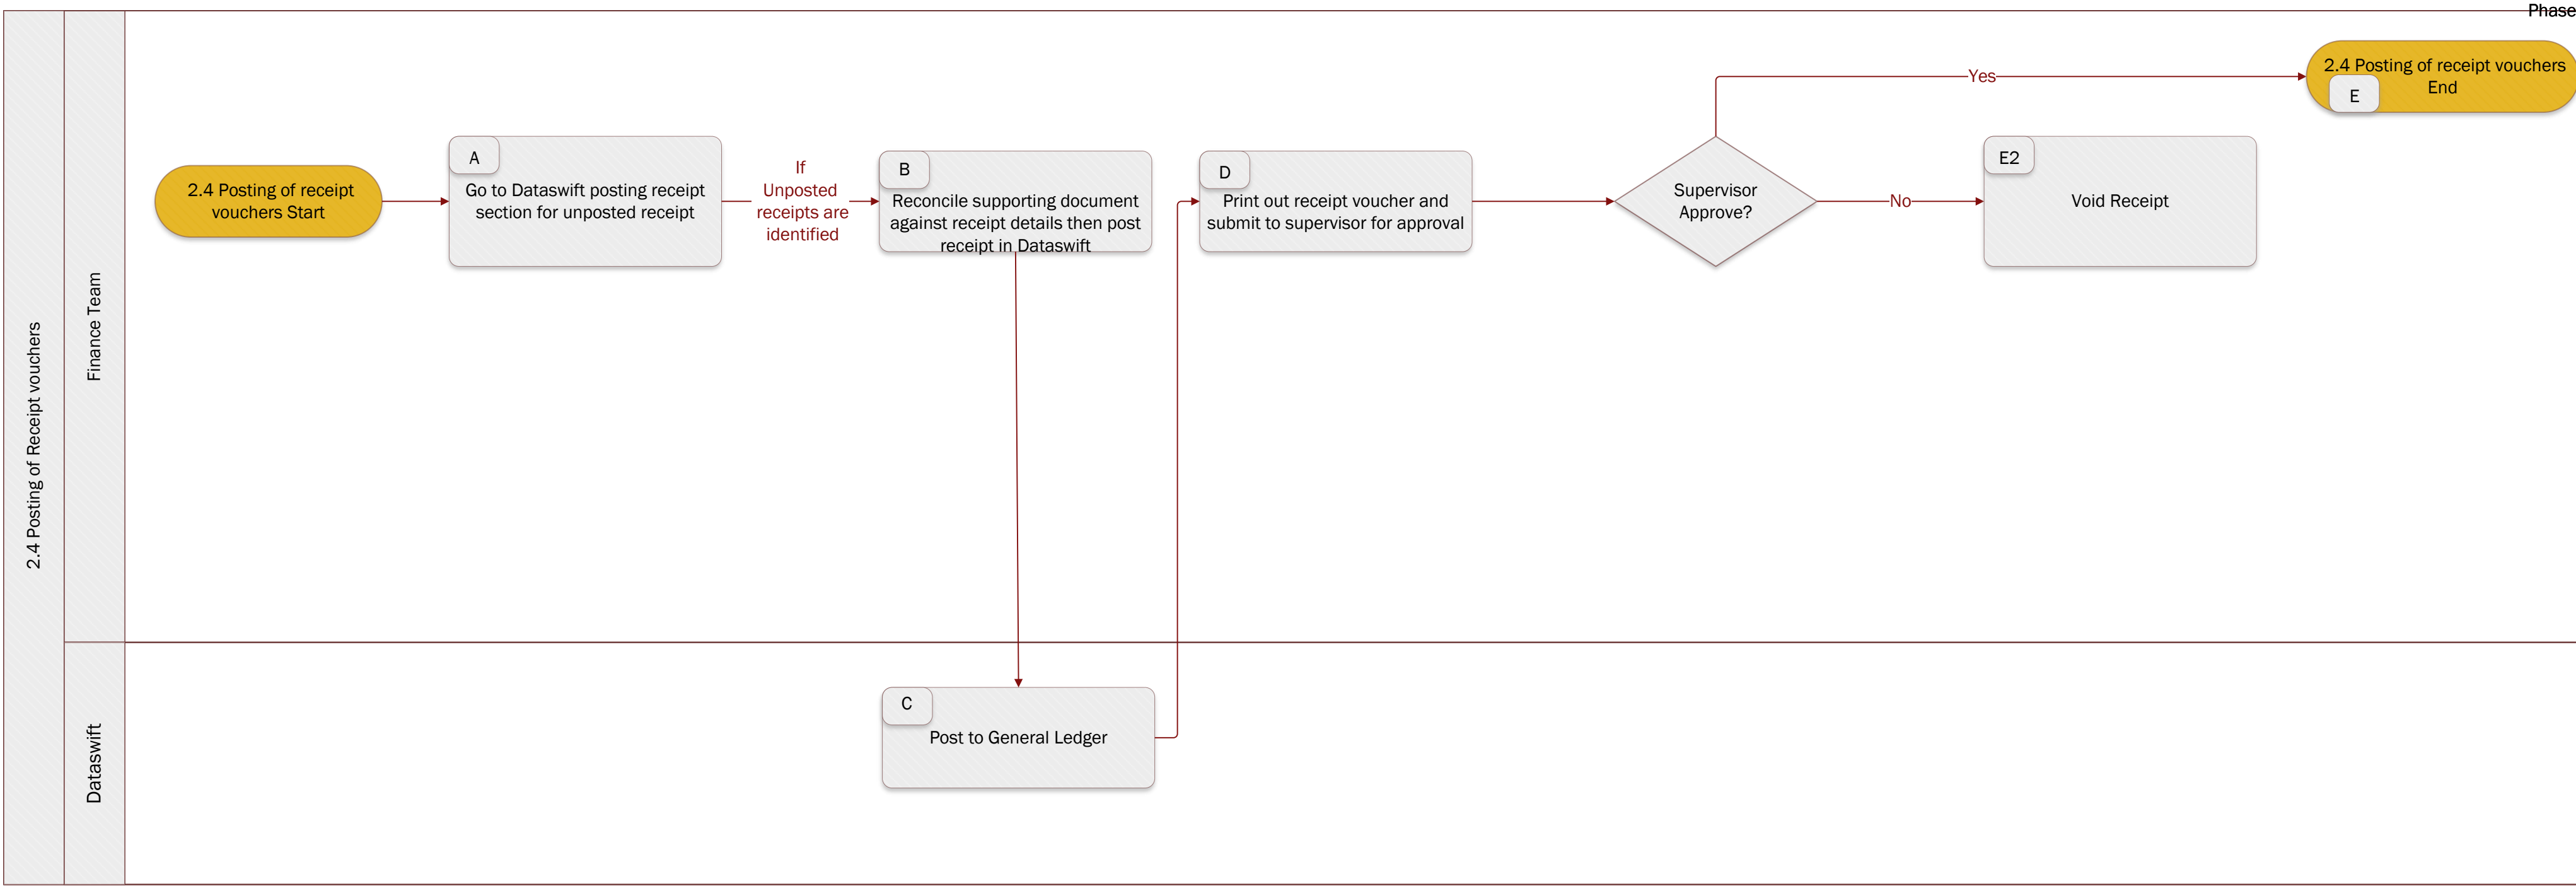 Phase
2.4 Posting of Receipt vouchers
Finance Team
2.4 Posting of receipt
vouchers Start
A
Go to Dataswift posting receipt
section for unposted receipt
If
Unposted
receipts are
identified
B
Reconcile supporting document
against receipt details then post
receipt in Dataswift
D
Print out receipt voucher and
submit to supervisor for approval
Supervisor
Approve?
Yes
2.4 Posting of receipt vouchers
End
E
No
E2
Void Receipt
Dataswift
C
Post to General Ledger